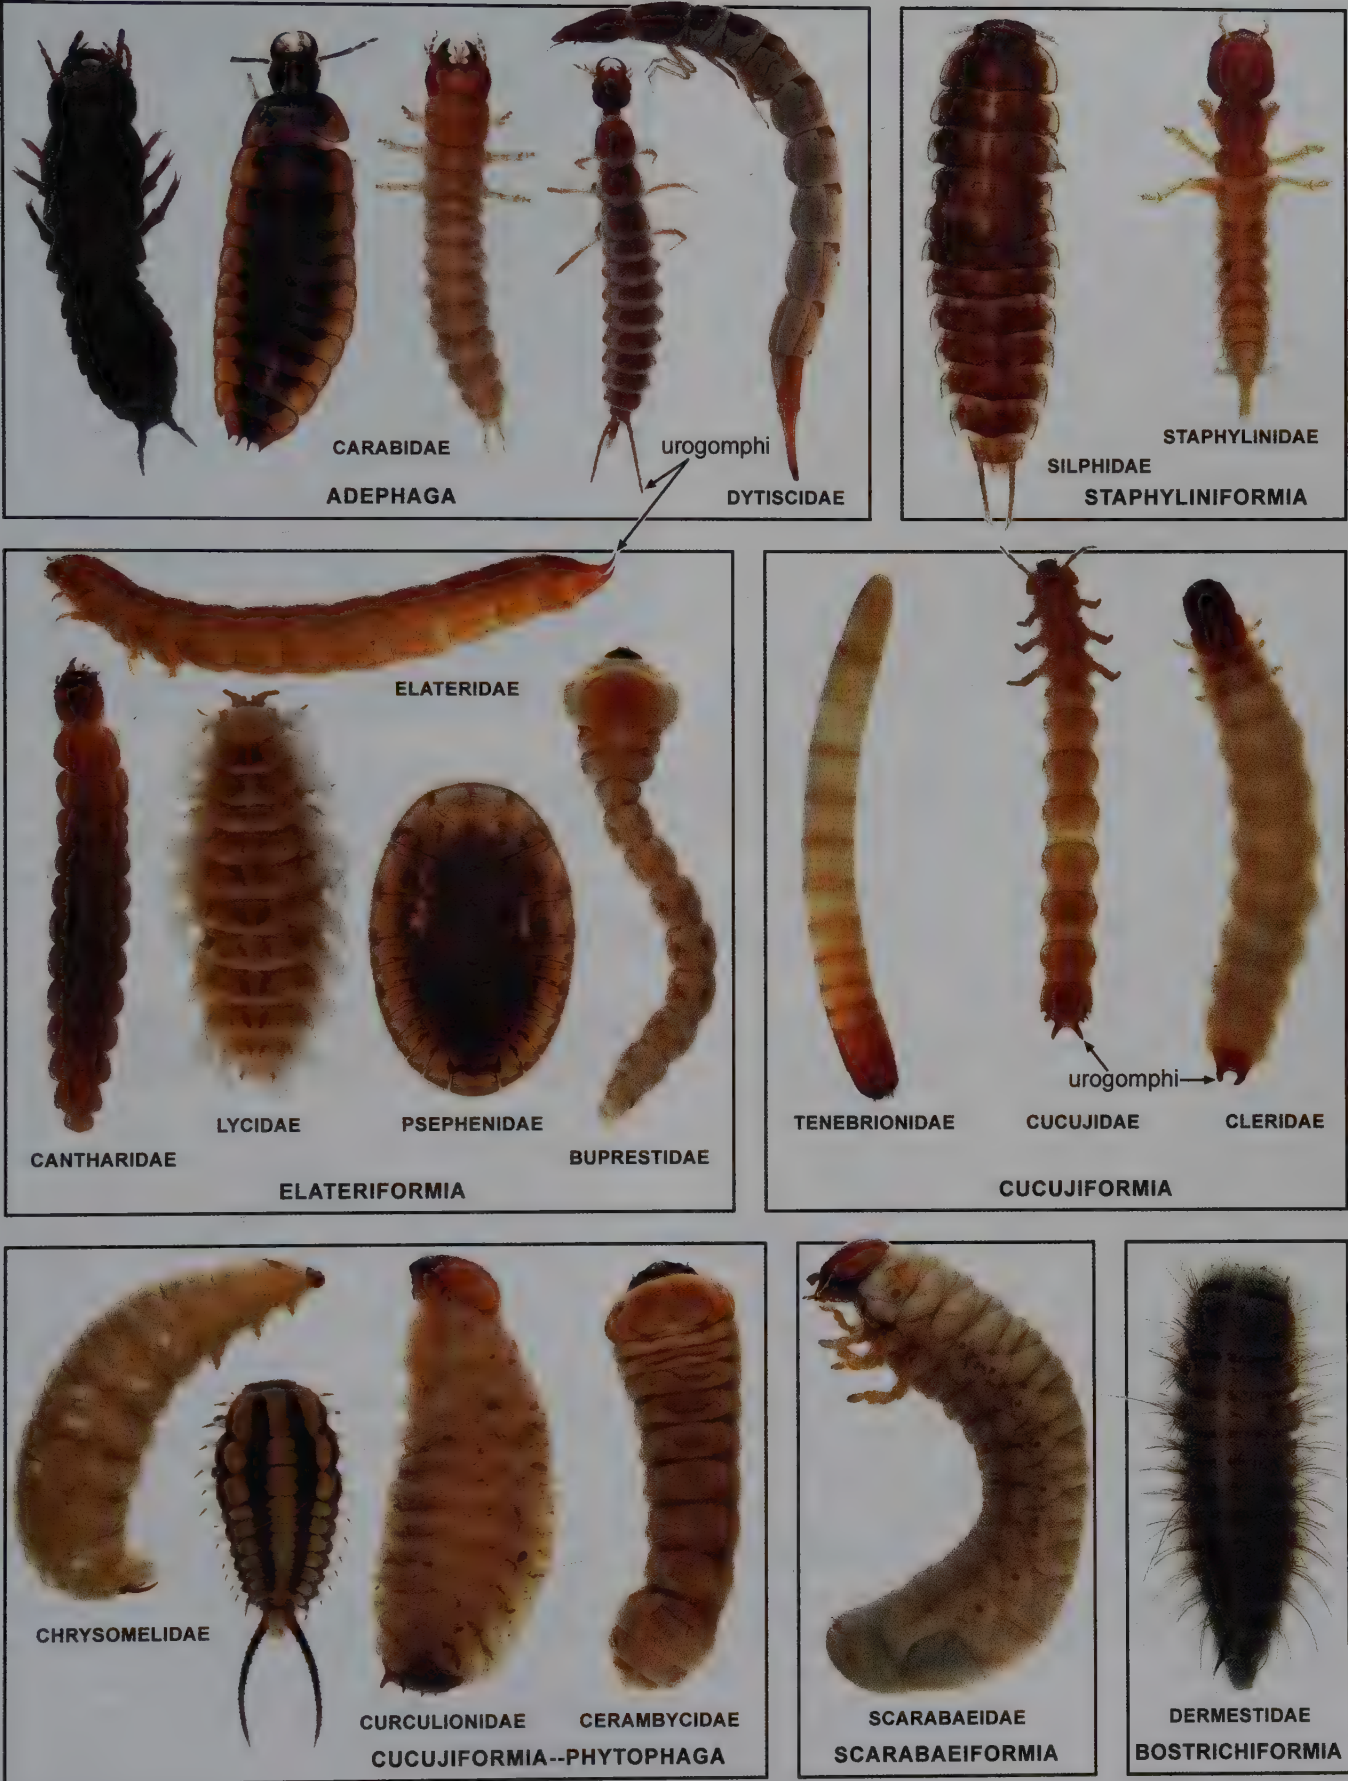 CARABIDAE
urogomphi
ADEPHAGA
DYTISCIDAE
STAPHYLINIDAE
SILPHIDAE
STAPHYLINIFORMIA
ELATERIDAE
LYCIDAE
PSEPHENIDAE
CANTHARIDAE
BUPRESTIDAE
ELATERIFORMIA
urogomphi
TENEBRIONIDAE
CUCUJIDAE
CLERIDAE
CUCUJIFORMIA
CHRYSOMELIDAE
CURCULIONIDAE
CERAMBYCIDAE
CUCUJIFORMIA--PHYTOPHAGA
SCARABAEIDAE
SCARABAEIFORMIA
DERMESTIDAE
BOSTRICHIFORMIA